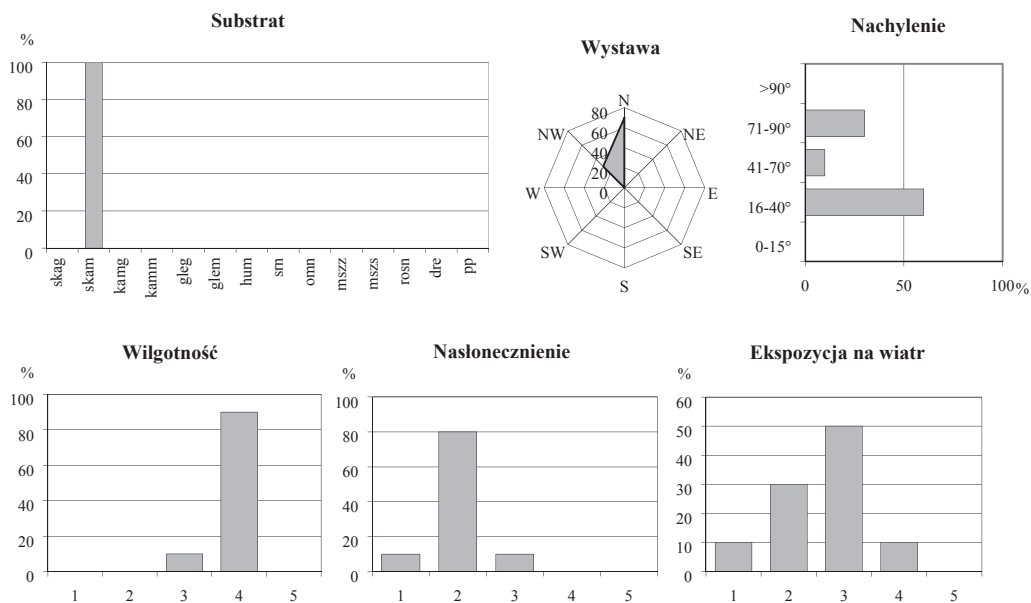 Substrat
%
100
80
60
40
20
0
skag skam kamg kamm gleg glem hum srn omn mszz mszs rosn dre pp
Wystawa
N
NE
E
SE
S
SW
W
NW
80
60
40
20
0
Nachylenie
>90°
71-90°
41-70°
16-40°
0-15°
0 50 100%
Wilgotność
%
100
80
60
40
20
0
1 2 3 4 5
Nasłonecznienie
%
100
80
60
40
20
0
1 2 3 4 5
Ekspozycja na wiatr
%
60
50
40
30
20
10
0
1 2 3 4 5